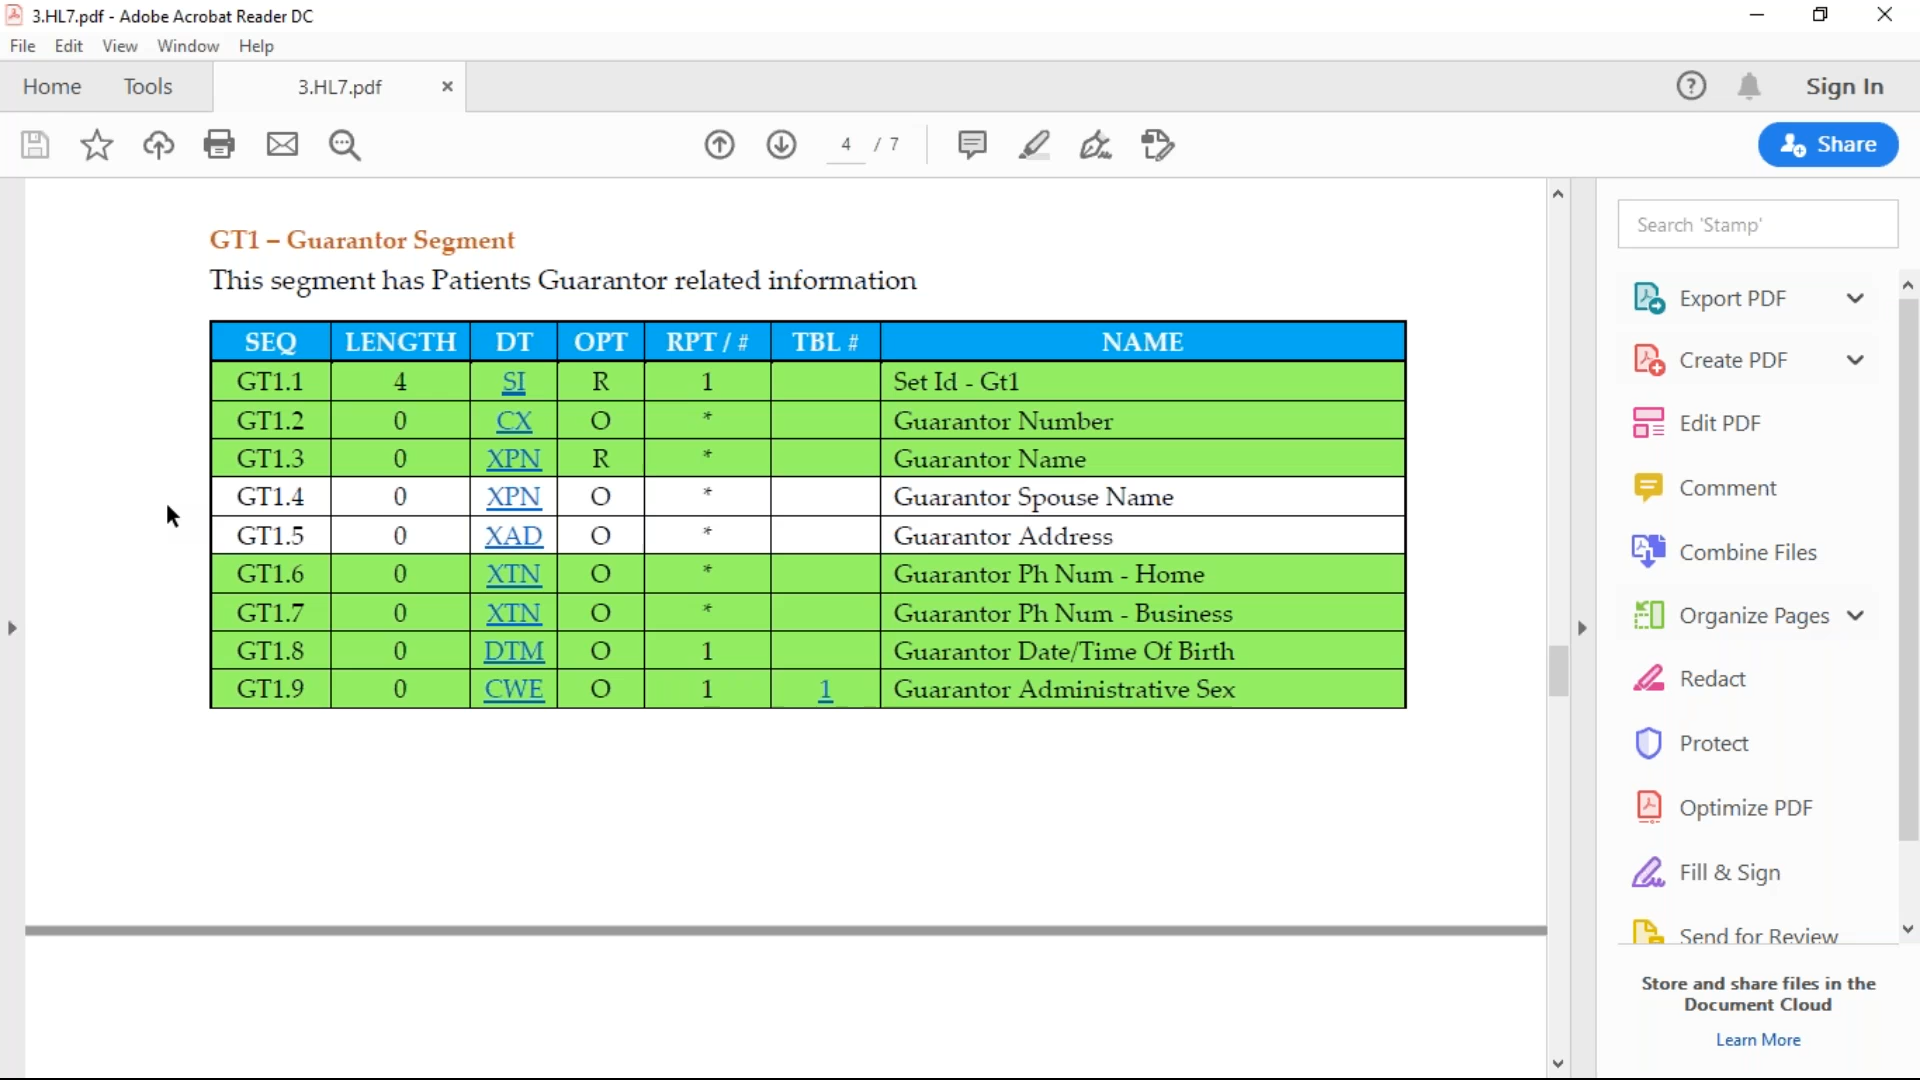 3.HL7.pdf - Adobe Acrobat Reader DC
File Edit View Window Help
Home Tools 3.HL7.pdf × Sign In
4 / 7 Share
GT1 – Guarantor Segment
This segment has Patients Guarantor related information
SEQ LENGTH DT OPT RPT / # TBL # NAME
GT1.1 4 SI R 1 Set Id - Gt1
GT1.2 0 CX O * Guarantor Number
GT1.3 0 XPN R * Guarantor Name
GT1.4 0 XPN O * Guarantor Spouse Name
GT1.5 0 XAD O * Guarantor Address
GT1.6 0 XTN O * Guarantor Ph Num - Home
GT1.7 0 XTN O * Guarantor Ph Num - Business
GT1.8 0 DTM O 1 Guarantor Date/Time Of Birth
GT1.9 0 CWE O 1 1 Guarantor Administrative Sex
Search 'Stamp'
Export PDF
Create PDF
Edit PDF
Comment
Combine Files
Organize Pages
Redact
Protect
Optimize PDF
Fill & Sign
Send for Review
Store and share files in the
Document Cloud
Learn More